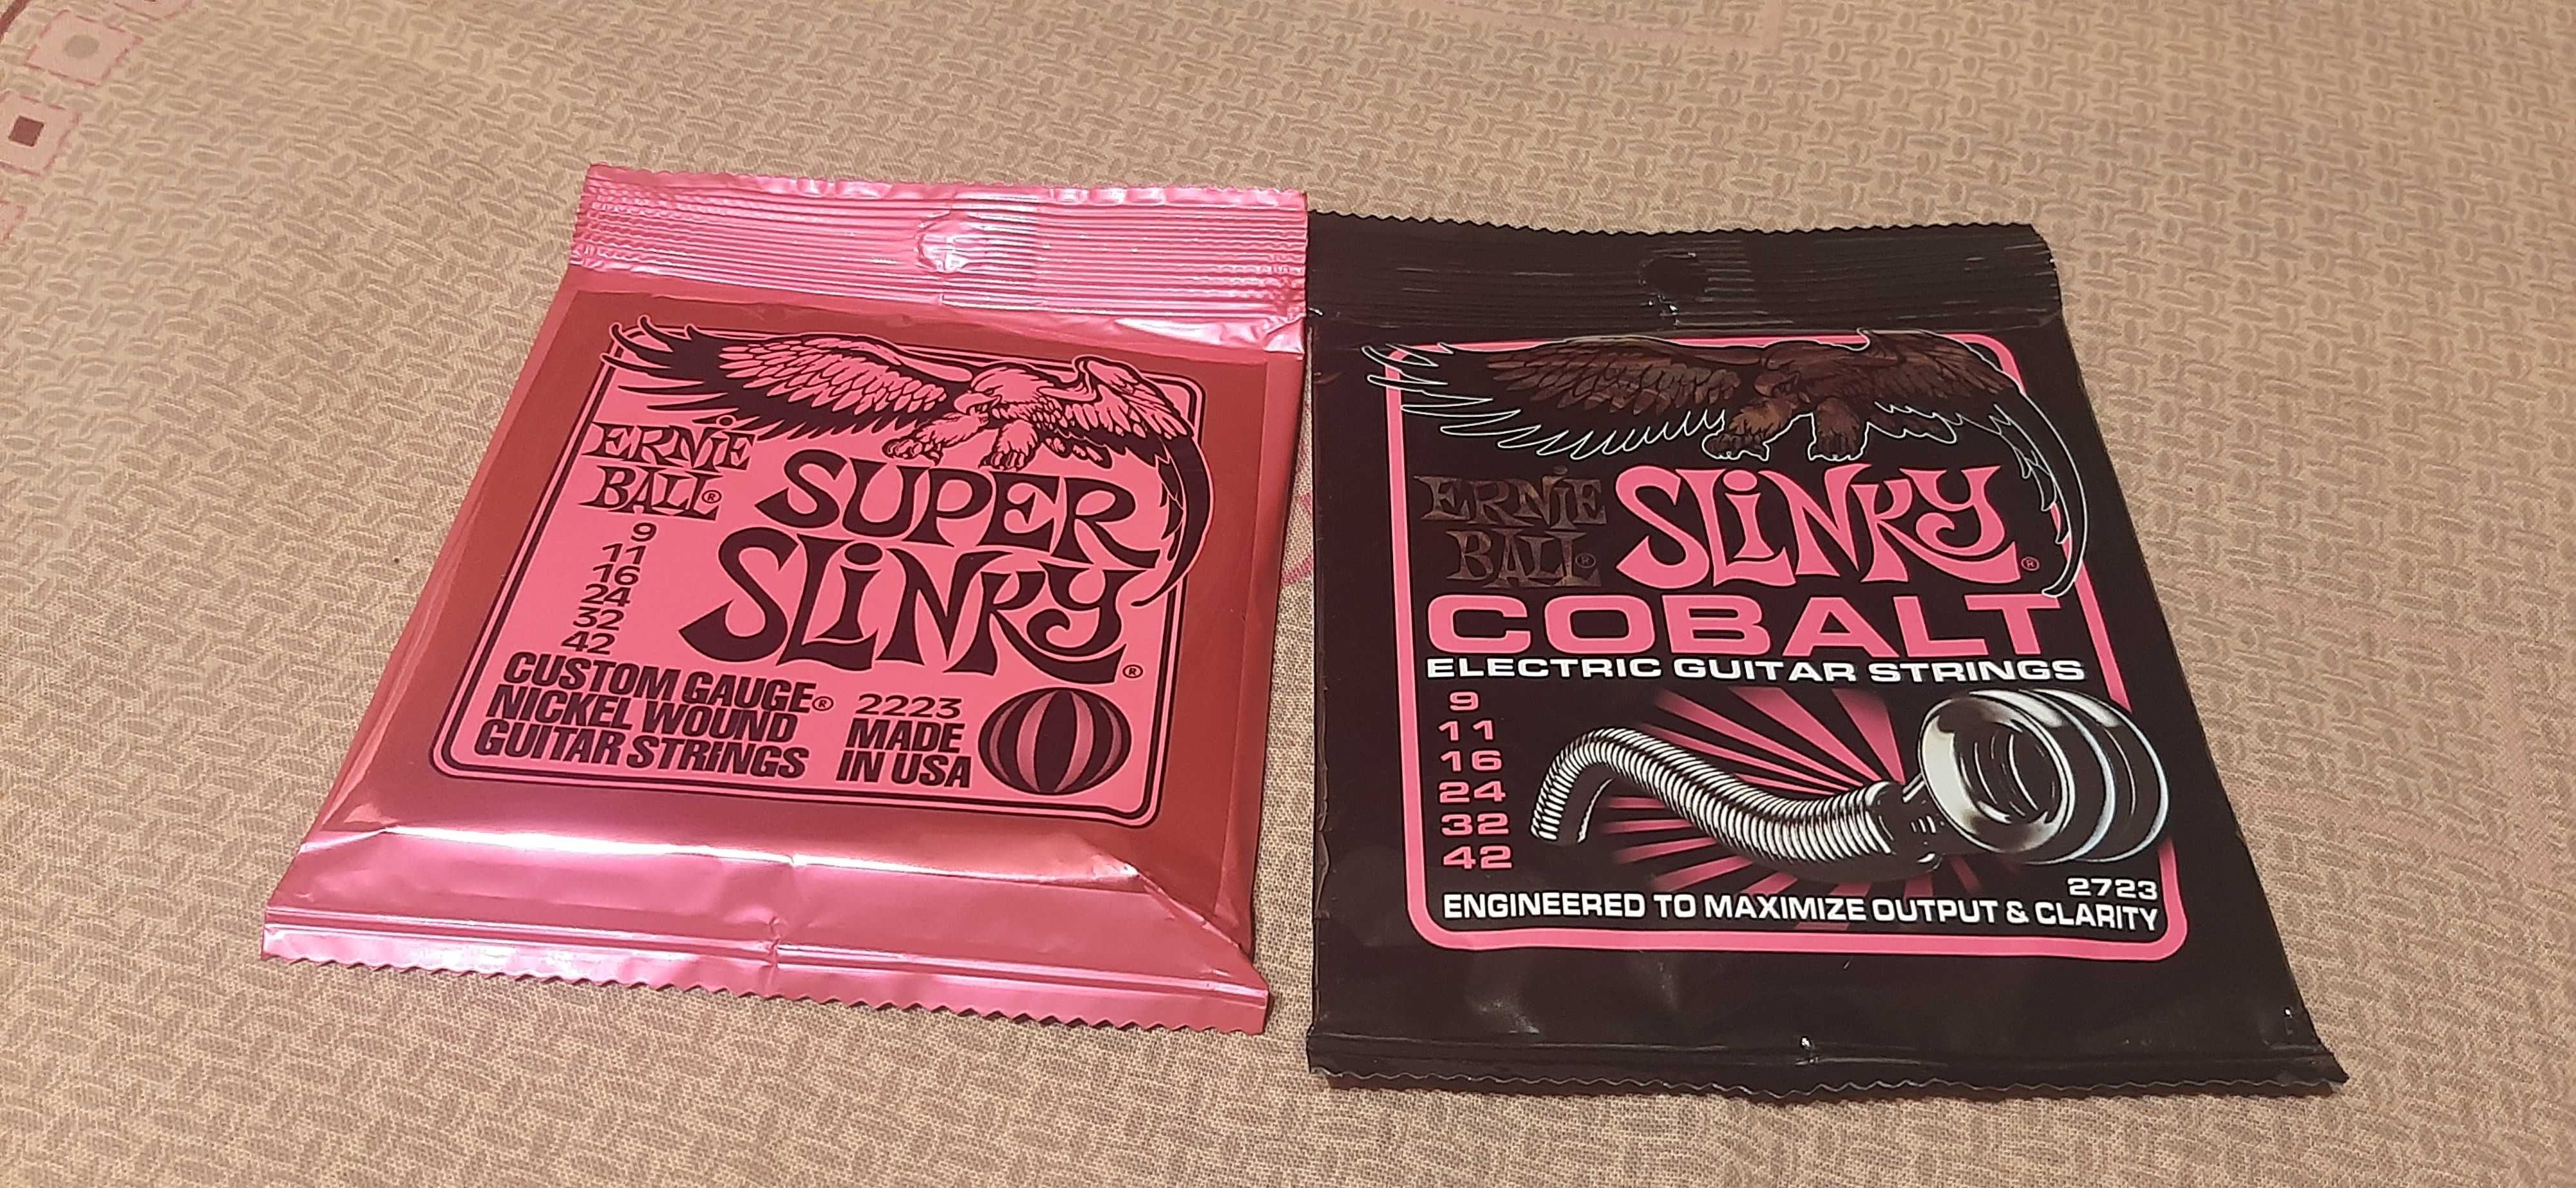 ERNIE
BALL®
SUPER
SLINKY®
9
11
16
24
32
42
CUSTOM GAUGE®
NICKEL WOUND
GUITAR STRINGS
2223
MADE
IN USA
ERNIE
BALL®
SLINKY®
COBALT
ELECTRIC GUITAR STRINGS
9
11
16
24
32
42
2723
ENGINEERED TO MAXIMIZE OUTPUT & CLARITY